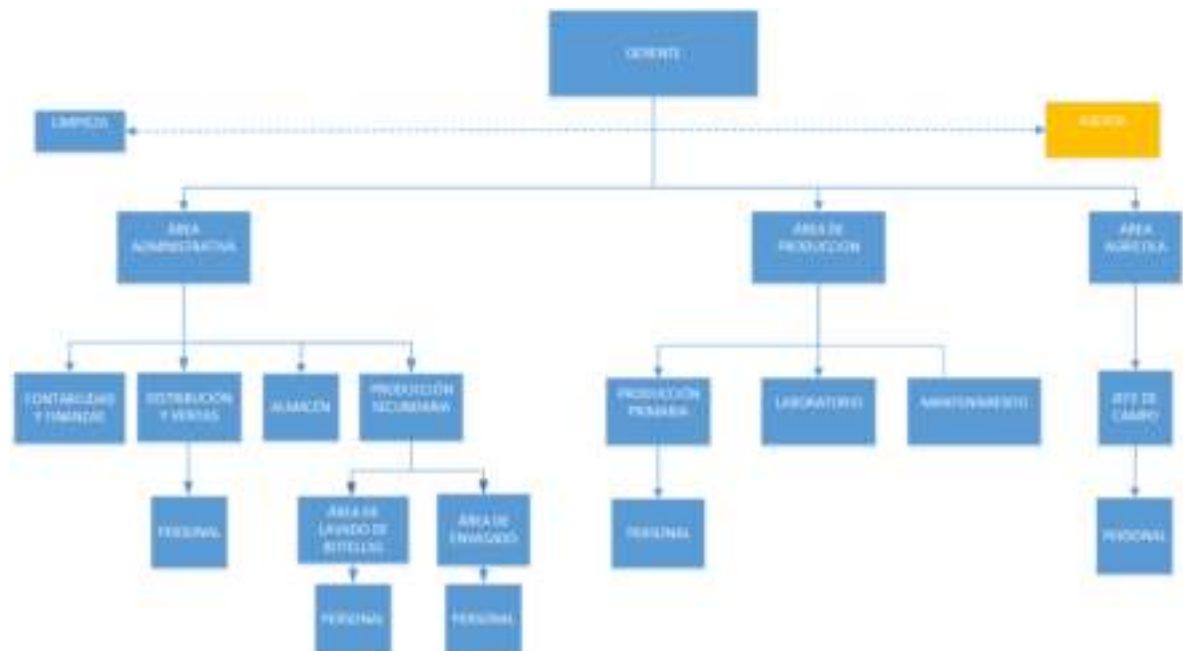 GERENTE
LIMPIEZA
ÁREA
ADMINISTRATIVA
ÁREA DE
PRODUCCIÓN
ÁREA
AGRÍCOLA
CONTABILIDAD
Y FINANZAS
DISTRIBUCIÓN
Y VENTAS
ALMACÉN
PRODUCCIÓN
SECUNDARIA
PRODUCCIÓN
PRIMARIA
LABORATORIO
MANTENIMIENTO
JEFE DE
CAMPO
PERSONAL
ÁREA DE
LAVADO DE
BOTELLAS
ÁREA DE
ENVASADO
PERSONAL
PERSONAL
PERSONAL
PERSONAL